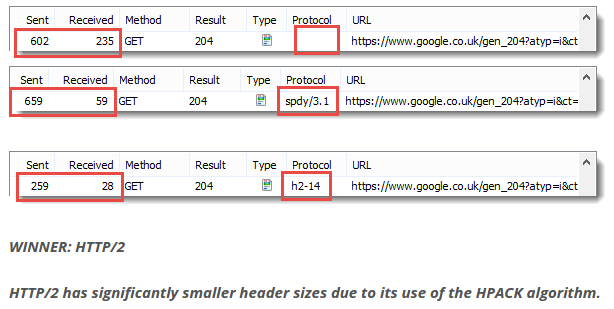 Sent Received Method Result Type Protocol URL
602 235 GET 204 https://www.google.co.uk/gen_204?atyp=i&ct
Sent Received Method Result Type Protocol URL
659 59 GET 204 spdy/3.1 https://www.google.co.uk/gen_204?atyp=i&ct=
Sent Received Method Result Type Protocol URL
259 28 GET 204 h2-14 https://www.google.co.uk/gen_204?atyp=i&ct
WINNER: HTTP/2
HTTP/2 has significantly smaller header sizes due to its use of the HPACK algorithm.